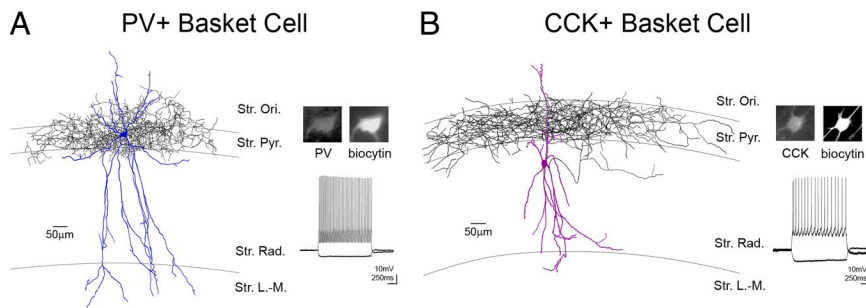 A
PV+ Basket Cell
Str. Ori.
Str. Pyr.
PV
biocytin
50μm
Str. Rad.
Str. L.-M.
10mV
250ms
B
CCK+ Basket Cell
Str. Ori.
Str. Pyr.
CCK
biocytin
50μm
Str. Rad.
Str. L.-M.
10mV
250ms